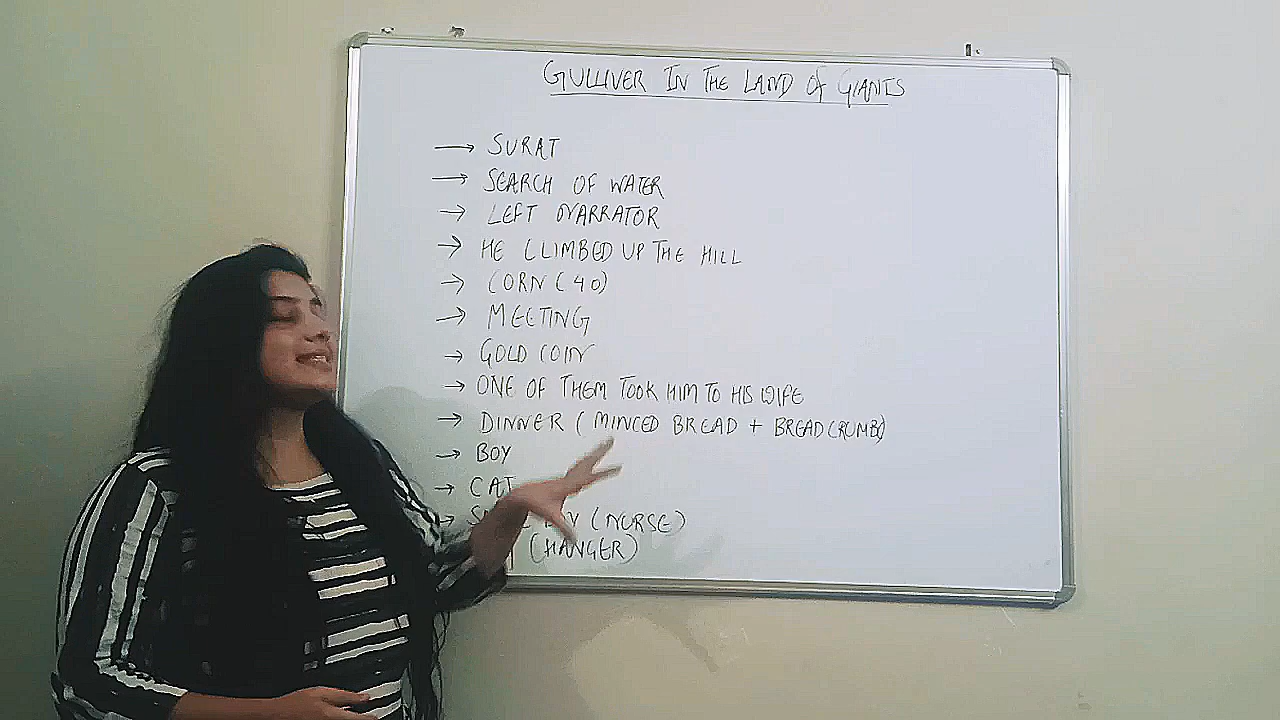 GULLIVER IN THE LAND OF GIANTS
→ SURAT
→ SEARCH OF WATER
→ LEFT NARRATOR
→ HE CLIMBED UP THE HILL
→ CORN (40)
→ MEETING
→ GOLD COIN
→ ONE OF THEM TOOK HIM TO HIS WIFE
→ DINNER (MINCED BREAD + BREADCRUMBS)
→ BOY
→ CAT
(NURSE)
(HANGER)